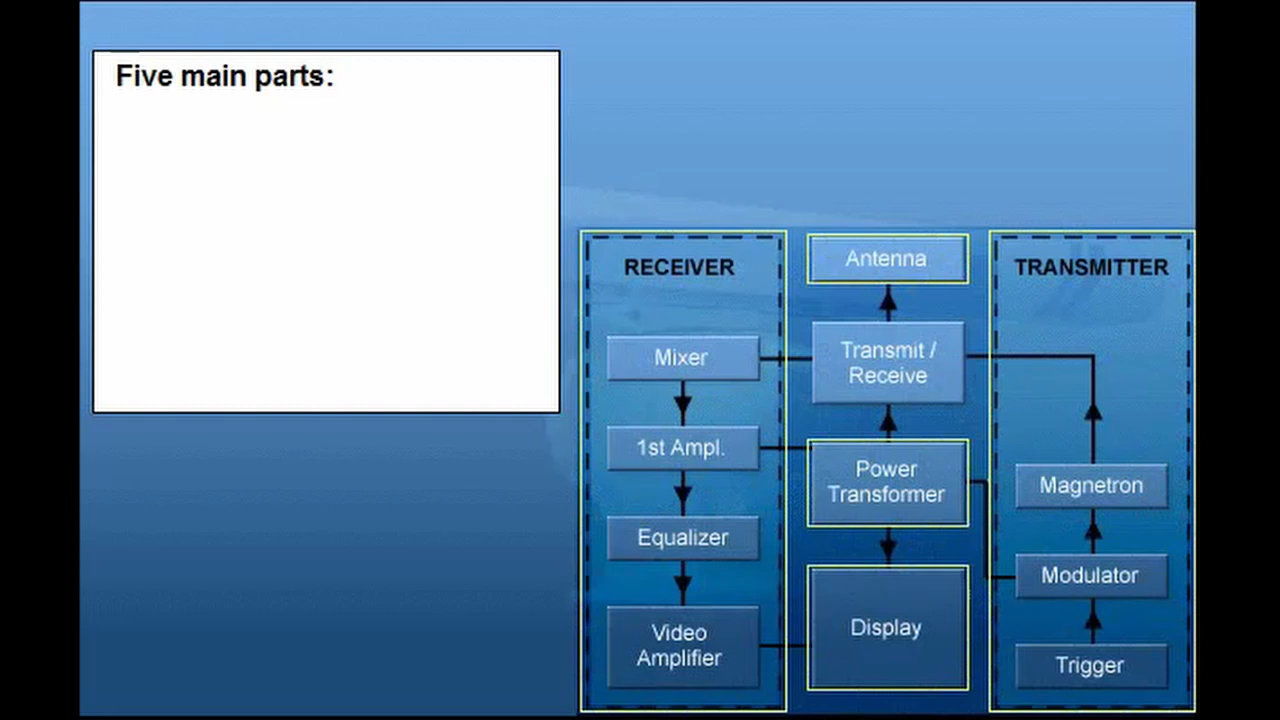 Five main parts:
RECEIVER
Mixer
1st Ampl.
Equalizer
Video
Amplifier
Antenna
Transmit /
Receive
Power
Transformer
Display
TRANSMITTER
Magnetron
Modulator
Trigger